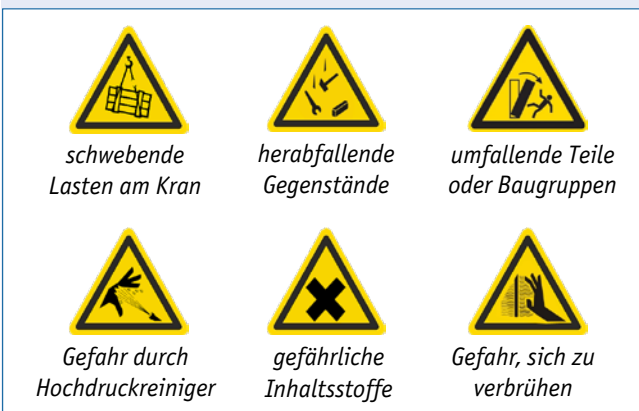 schwebende
Lasten am Kran
herabfallende
Gegenstände
umfallende Teile
oder Baugruppen
Gefahr durch
Hochdruckreiniger
gefährliche
Inhaltsstoffe
Gefahr, sich zu
verbrühen